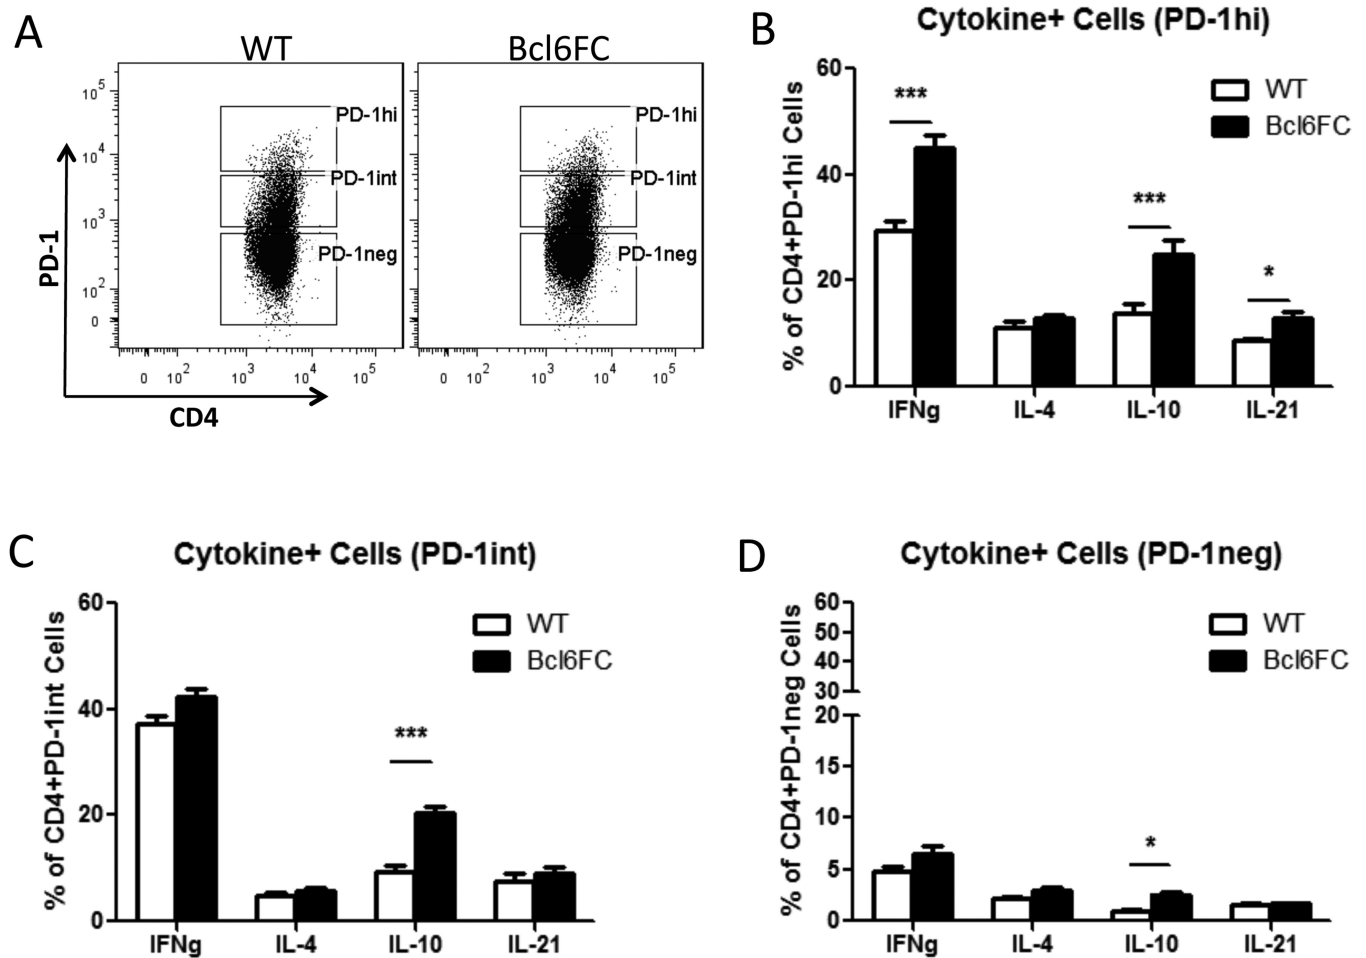 A
WT
Bcl6FC
10^5
10^4
10^3
10^2
0
PD-1hi
PD-1int
PD-1neg
PD-1hi
PD-1int
PD-1neg
0 10^2 10^3 10^4 10^5
0 10^2 10^3 10^4 10^5
PD-1
CD4
B
Cytokine+ Cells (PD-1hi)
% of CD4+PD-1hi Cells
60
40
20
0
WT
Bcl6FC
***
***
*
IFNg IL-4 IL-10 IL-21
C
Cytokine+ Cells (PD-1int)
% of CD4+PD-1int Cells
60
40
20
0
WT
Bcl6FC
***
IFNg IL-4 IL-10 IL-21
D
Cytokine+ Cells (PD-1neg)
% of CD4+PD-1neg Cells
60
50
40
30
20
15
10
5
0
WT
Bcl6FC
*
IFNg IL-4 IL-10 IL-21